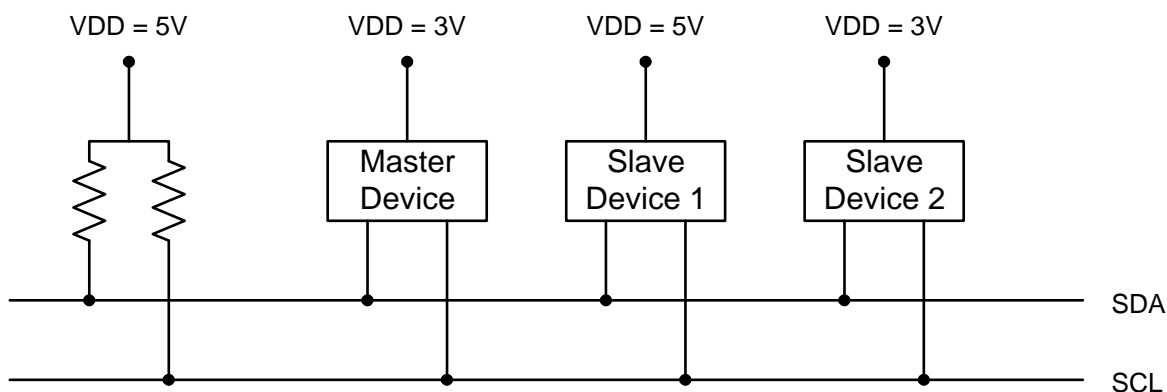 VDD = 5V
VDD = 3V
VDD = 5V
VDD = 3V
Master
Device
Slave
Device 1
Slave
Device 2
SDA
SCL